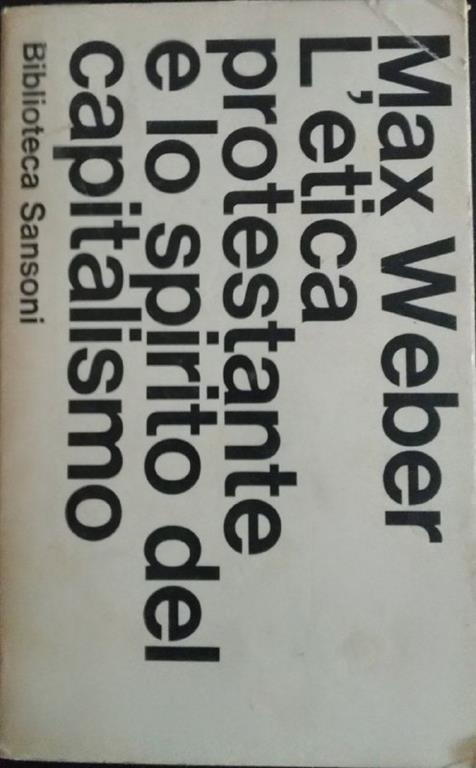 Max Weber
L'etica
protestante
e lo spirito del
capitalismo
Biblioteca Sansoni